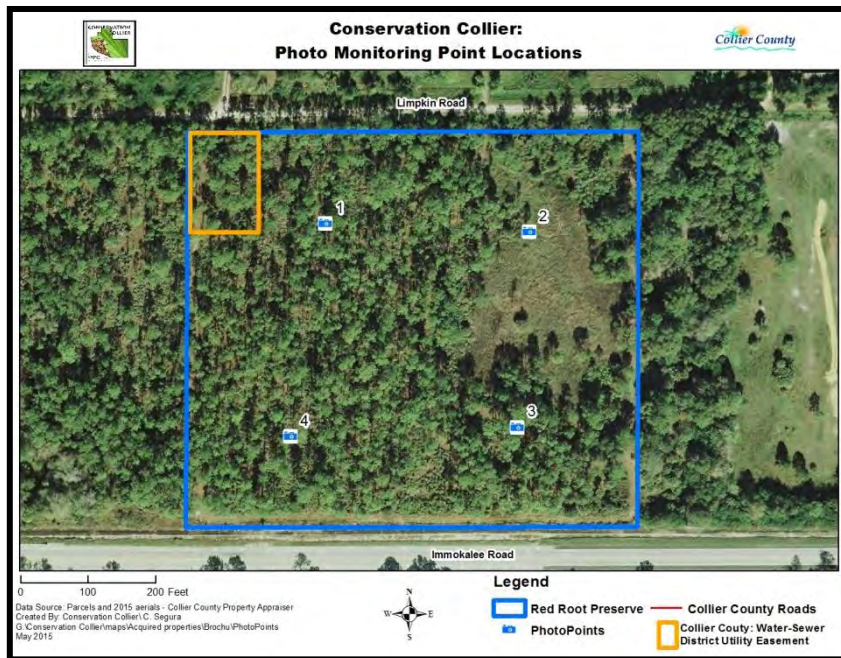 Conservation Collier:
Photo Monitoring Point Locations
CONSERVATION
COLLIER
Collier County
Limpkin Road
1
2
3
4
Immokalee Road
0 100 200 Feet
Data Source: Parcels and 2015 aerials - Collier County Property Appraiser
Created By: Conservation Collier\ C. Segura
G:\Conservation Collier\maps\Acquired properties\Brochu\PhotoPoints
May 2015
N
W E
S
Legend
Red Root Preserve
Collier County Roads
PhotoPoints
Collier Couty: Water-Sewer
District Utility Easement